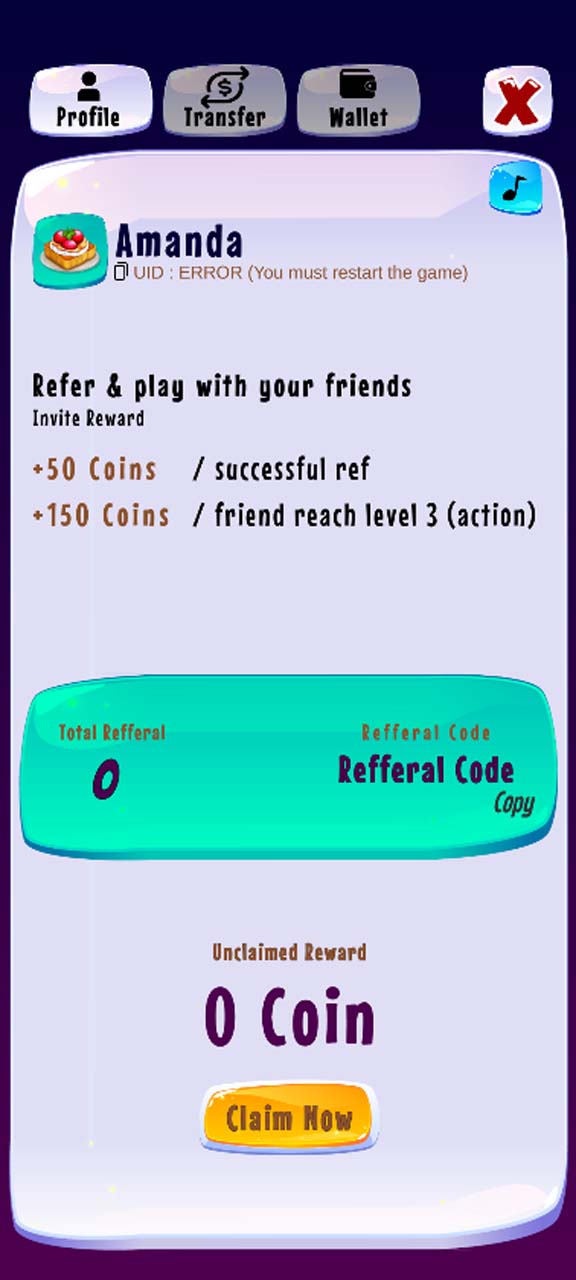 Profile
Transfer
Wallet
Amanda
UID : ERROR (You must restart the game)
Refer & play with your friends
Invite Reward
+50 Coins / successful ref
+150 Coins / friend reach level 3 (action)
Total Refferal
Refferal Code
0
Refferal Code
Copy
Unclaimed Reward
0 Coin
Claim Now